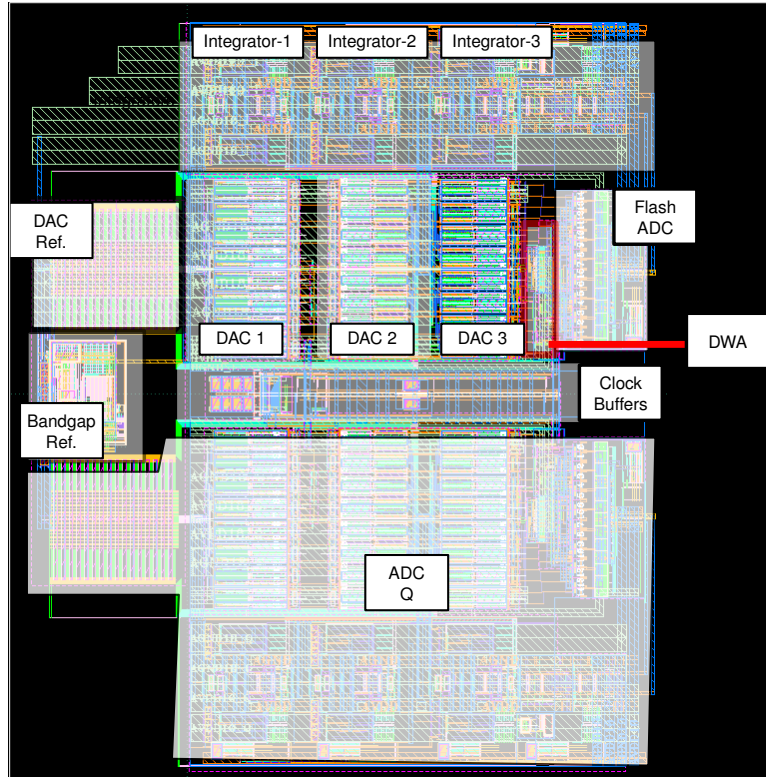 Integrator-1 Integrator-2 Integrator-3
DAC
Ref.
Flash
ADC
DAC 1 DAC 2 DAC 3
DWA
Clock
Buffers
Bandgap
Ref.
ADC
Q